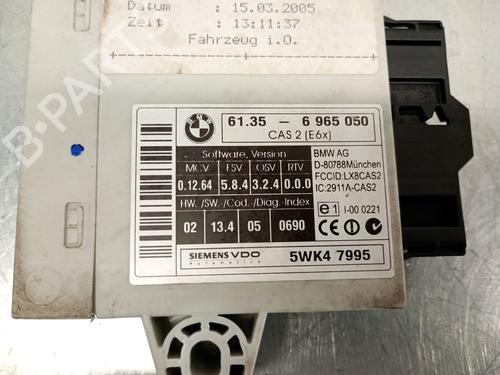 Datum : 15.03.2005
Zeit : 13:11:37
Fahrzeug i.O.
BMW
61.35 - 6 965 050
CAS 2 (E6x)
Software, Version
MCV FSV OSV RTV
0.12.64 5.8.4 3.2.4 0.0.0
HW. /SW. /Cod.-/Diag.-Index
02 13.4 05 0690
BMW AG
D-80788München
FCCID:LX8CAS2
IC:2911A-CAS2
e1 I-00 0221
CE
SIEMENS VDO
Automotive
5WK4 7995
B-PARTS